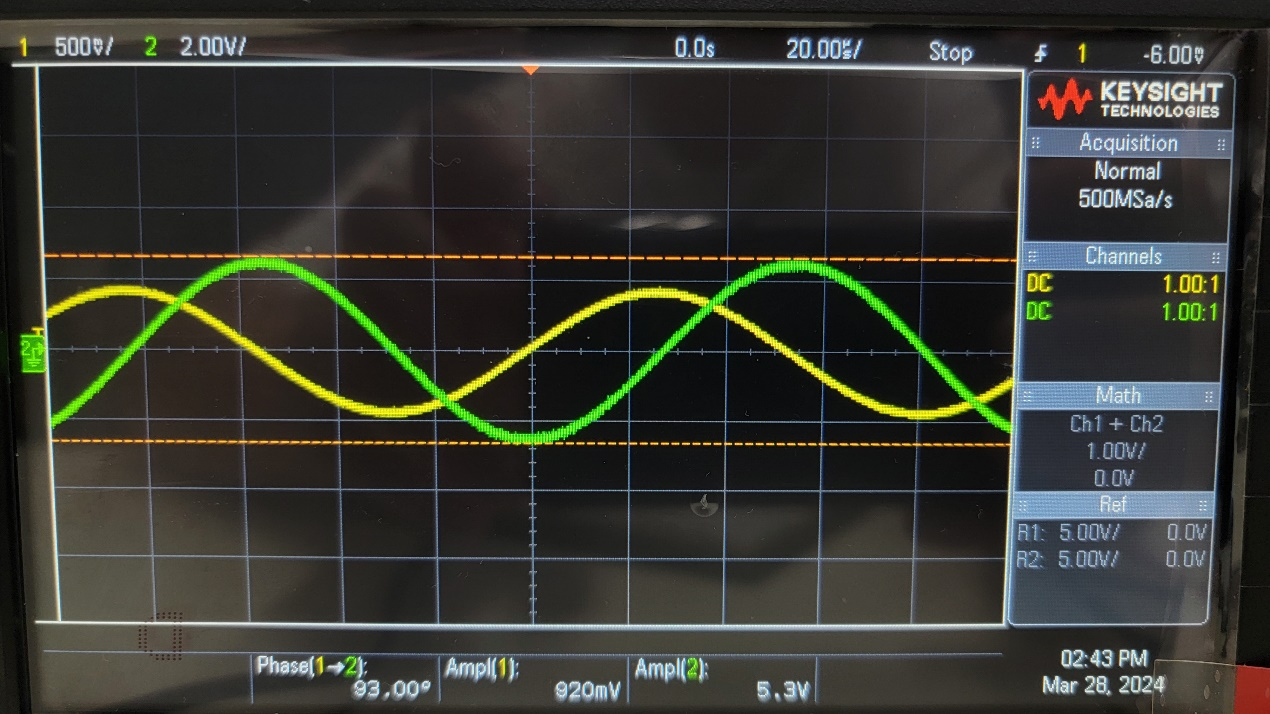 1 500mV/ 2 2.00V/ 0.0s 20.00us/ Stop 1 -6.00mV
KEYSIGHT
TECHNOLOGIES
Acquisition
Normal
500MSa/s
Channels
DC 1.00:1
DC 1.00:1
2
Math
Ch1 + Ch2
1.00V/
0.0V
Ref
R1: 5.00V/ 0.0V
R2: 5.00V/ 0.0V
Phase(1→2): Ampl(1): Ampl(2):
93.00° 920mV 5.3V
02:43 PM
Mar 28, 2024